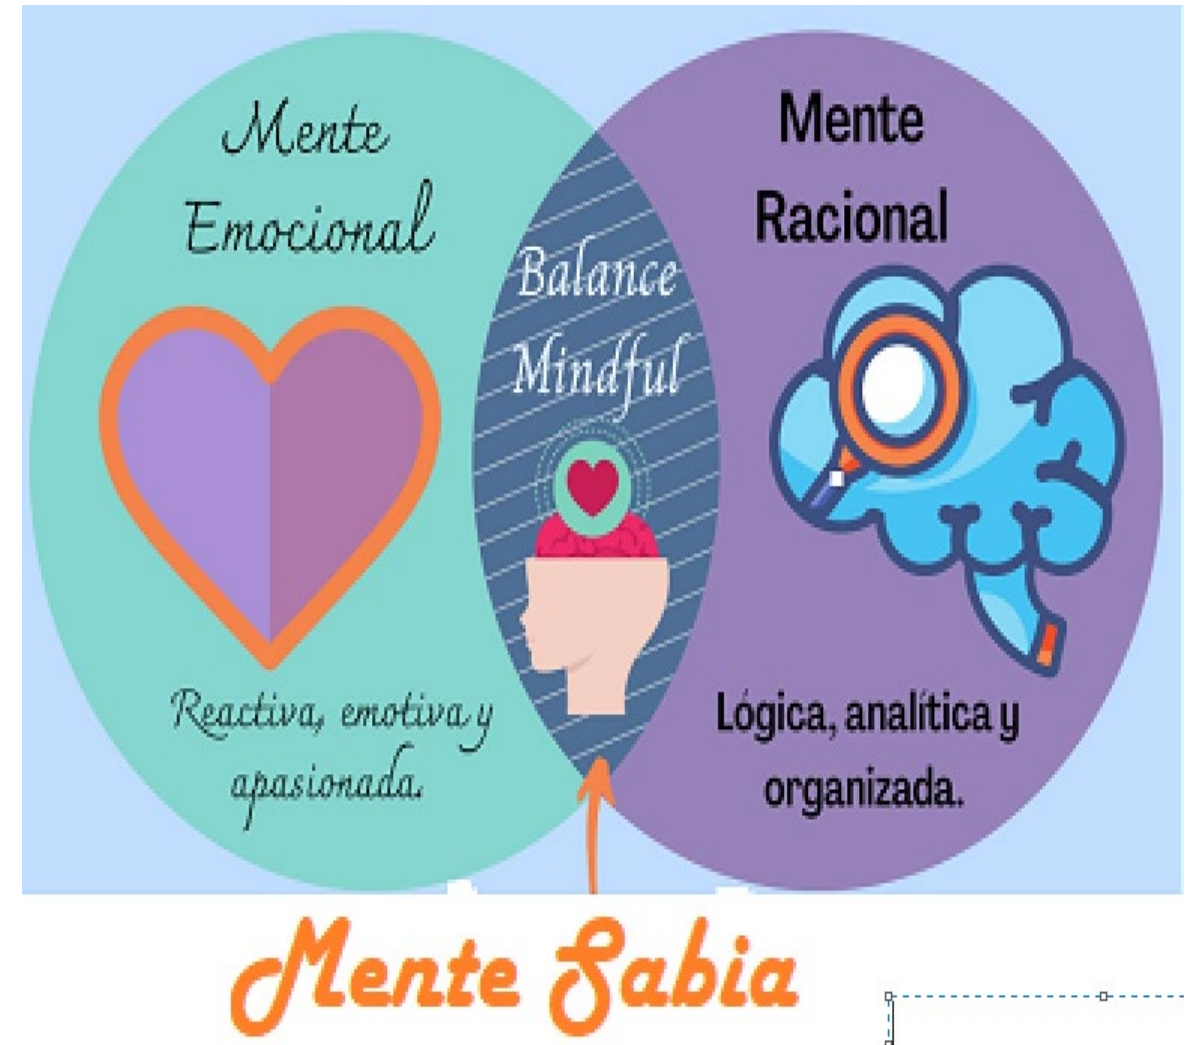 Mente
Emocional
Reactiva, emotiva y
apasionada.
Balance
Mindful
Mente
Racional
Lógica, analítica y
organizada.
Mente Sabia